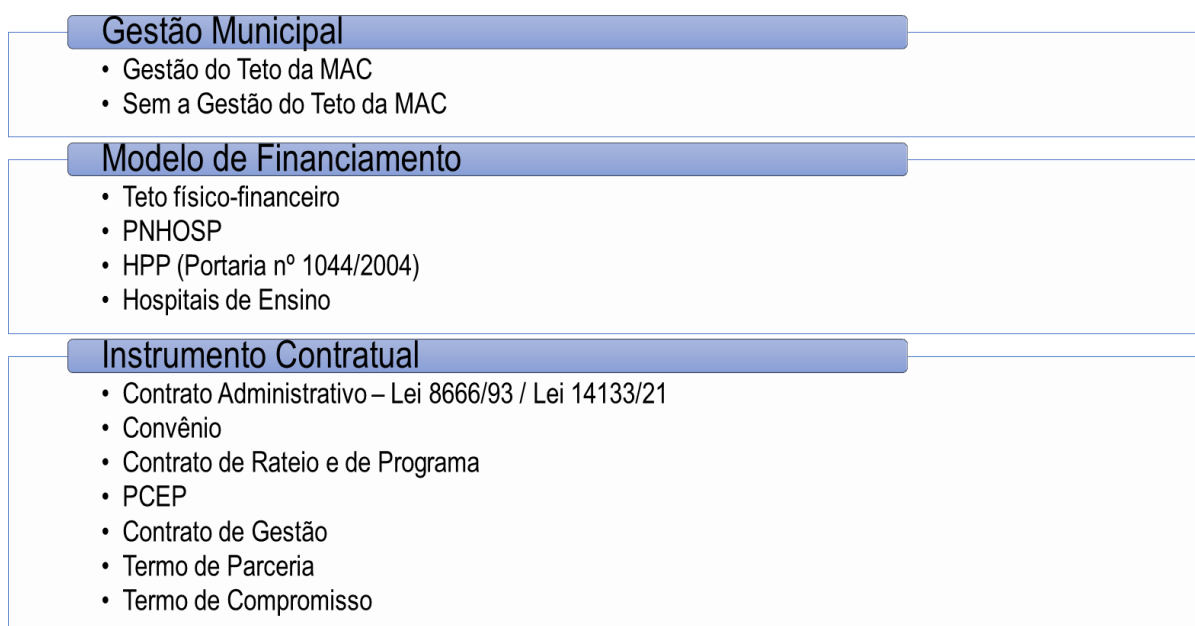 Gestão Municipal
• Gestão do Teto da MAC
• Sem a Gestão do Teto da MAC
Modelo de Financiamento
• Teto físico-financeiro
• PNHOSP
• HPP (Portaria nº 1044/2004)
• Hospitais de Ensino
Instrumento Contratual
• Contrato Administrativo – Lei 8666/93 / Lei 14133/21
• Convênio
• Contrato de Rateio e de Programa
• PCEP
• Contrato de Gestão
• Termo de Parceria
• Termo de Compromisso